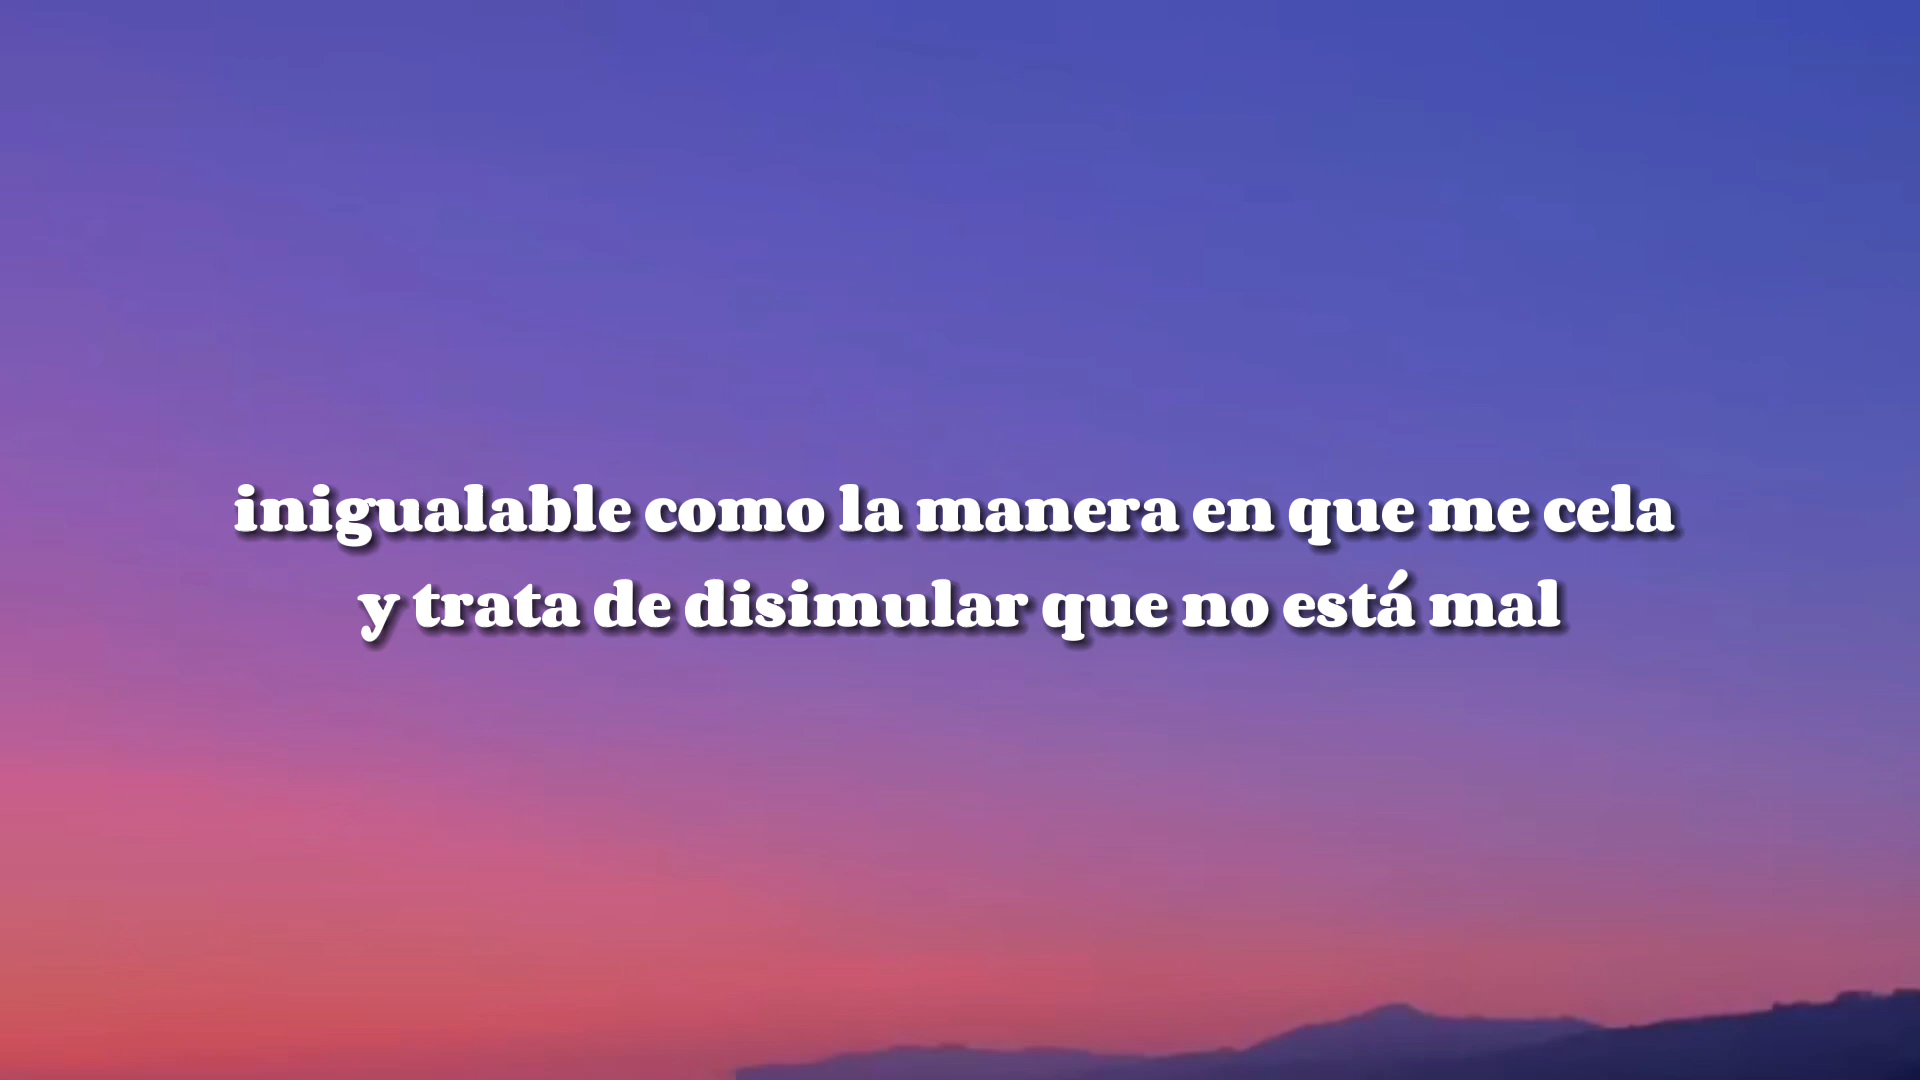 inigualable como la manera en que me cela
y trata de disimular que no está mal